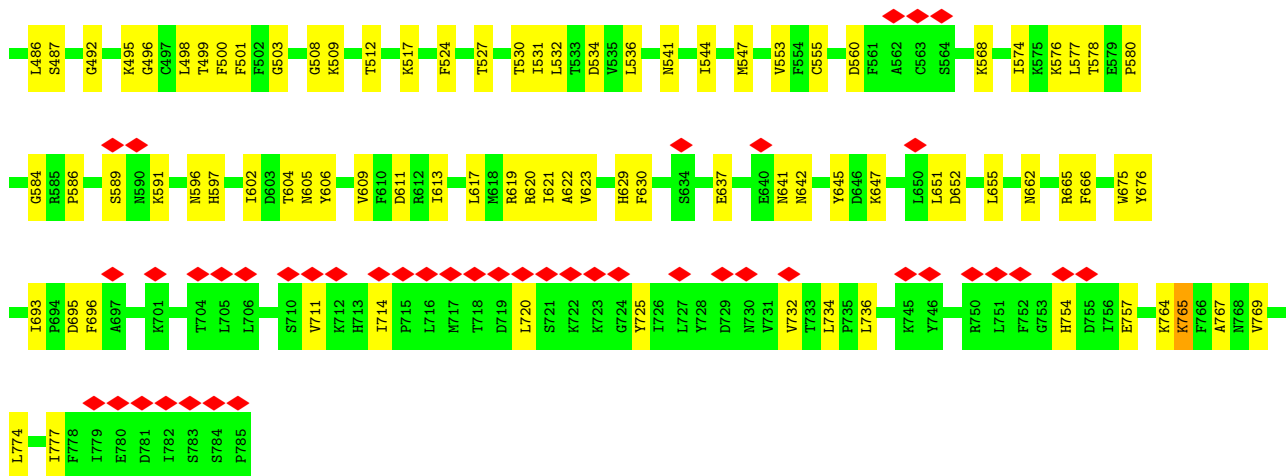 L486 S487 G492 K495 G496 C497 L498 T499 F500 F501 F502 G503 G508 K509 T512 K517 F524 T527 T530 I531 L532 T533 D534 V535 L536 N541 I544 M547 V553 F554 C555 D560 F561 A562 C563 S564 K568 I574 K575 K576 L577 T578 E579 P580
G584 R585 P586 S589 N590 K591 N596 H597 I602 D603 T604 N605 Y606 V609 F610 D611 R612 I613 L617 M618 R619 R620 I621 A622 V623 H629 F630 S634 E637 E640 N641 N642 Y645 D646 K647 L650 L651 D652 L655 N662 R665 F666 W675 Y676
I693 P694 D695 F696 A697 K701 T704 L705 L706 S710 V711 K712 H713 I714 P715 L716 M717 T718 D719 L720 S721 K722 K723 G724 Y725 I726 L727 Y728 D729 N730 V731 V732 T733 L734 P735 L736 K745 Y746 R750 L751 F752 G753 H754 D755 I756 E757 K764 K765 F766 A767 N768 V769
L774 I777 F778 I779 E780 D781 I782 S783 S784 P785